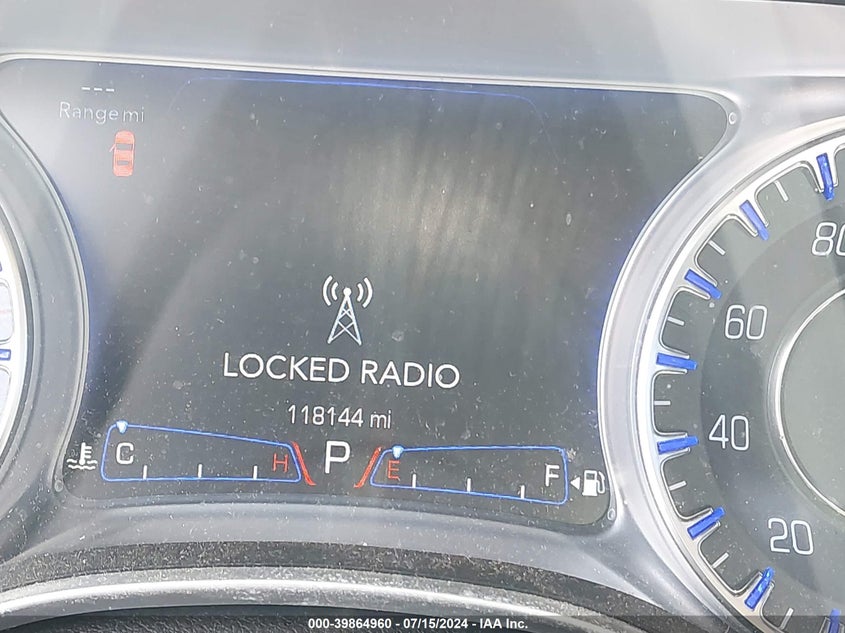 ---
Range mi
80
LOCKED RADIO
60
118144 mi
40
C H P E F
20
000-39864960 - 07/15/2024 - IAA Inc.